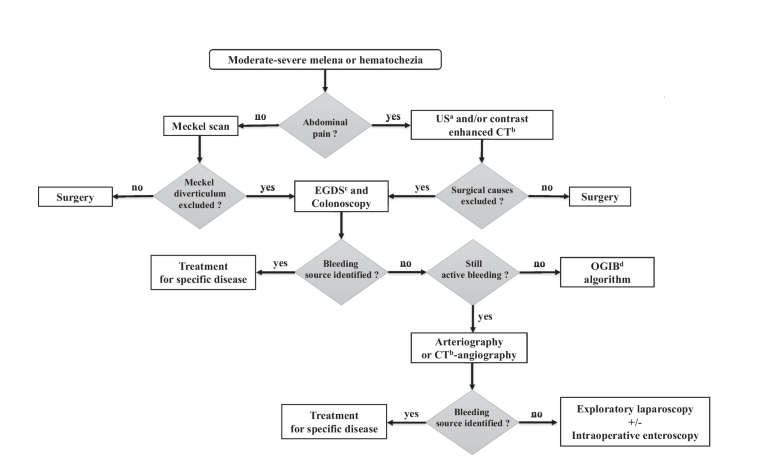 Moderate-severe melena or hematochezia
no
Abdominal
pain ?
yes
Meckel scan
USᵃ and/or contrast
enhanced CTᵇ
Surgery
no
Meckel
diverticulum
excluded ?
yes
EGDSᶜ and
Colonoscopy
yes
Surgical causes
excluded ?
no
Surgery
Treatment
for specific disease
yes
Bleeding
source identified ?
no
Still
active bleeding ?
no
OGIBᵈ
algorithm
yes
Arteriography
or CTᵇ-angiography
Treatment
for specific disease
yes
Bleeding
source identified ?
no
Exploratory laparoscopy
+/-
Intraoperative enteroscopy